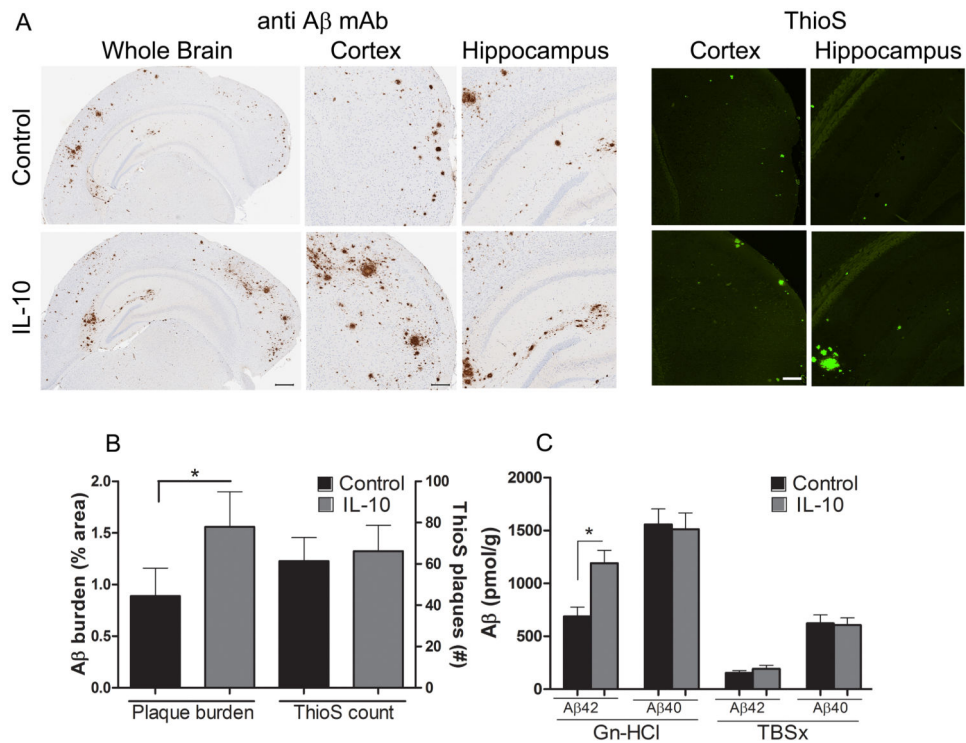 A
anti Aβ mAb
ThioS
Whole Brain
Cortex
Hippocampus
Cortex
Hippocampus
Control
IL-10
B
Aβ burden (% area)
2.0
1.5
1.0
0.5
0.0
*
Control
IL-10
100
80
60
40
20
0
ThioS plaques (#)
Plaque burden
ThioS count
C
Aβ (pmol/g)
2000
1500
1000
500
0
*
Control
IL-10
Aβ42
Aβ40
Aβ42
Aβ40
Gn-HCl
TBSx